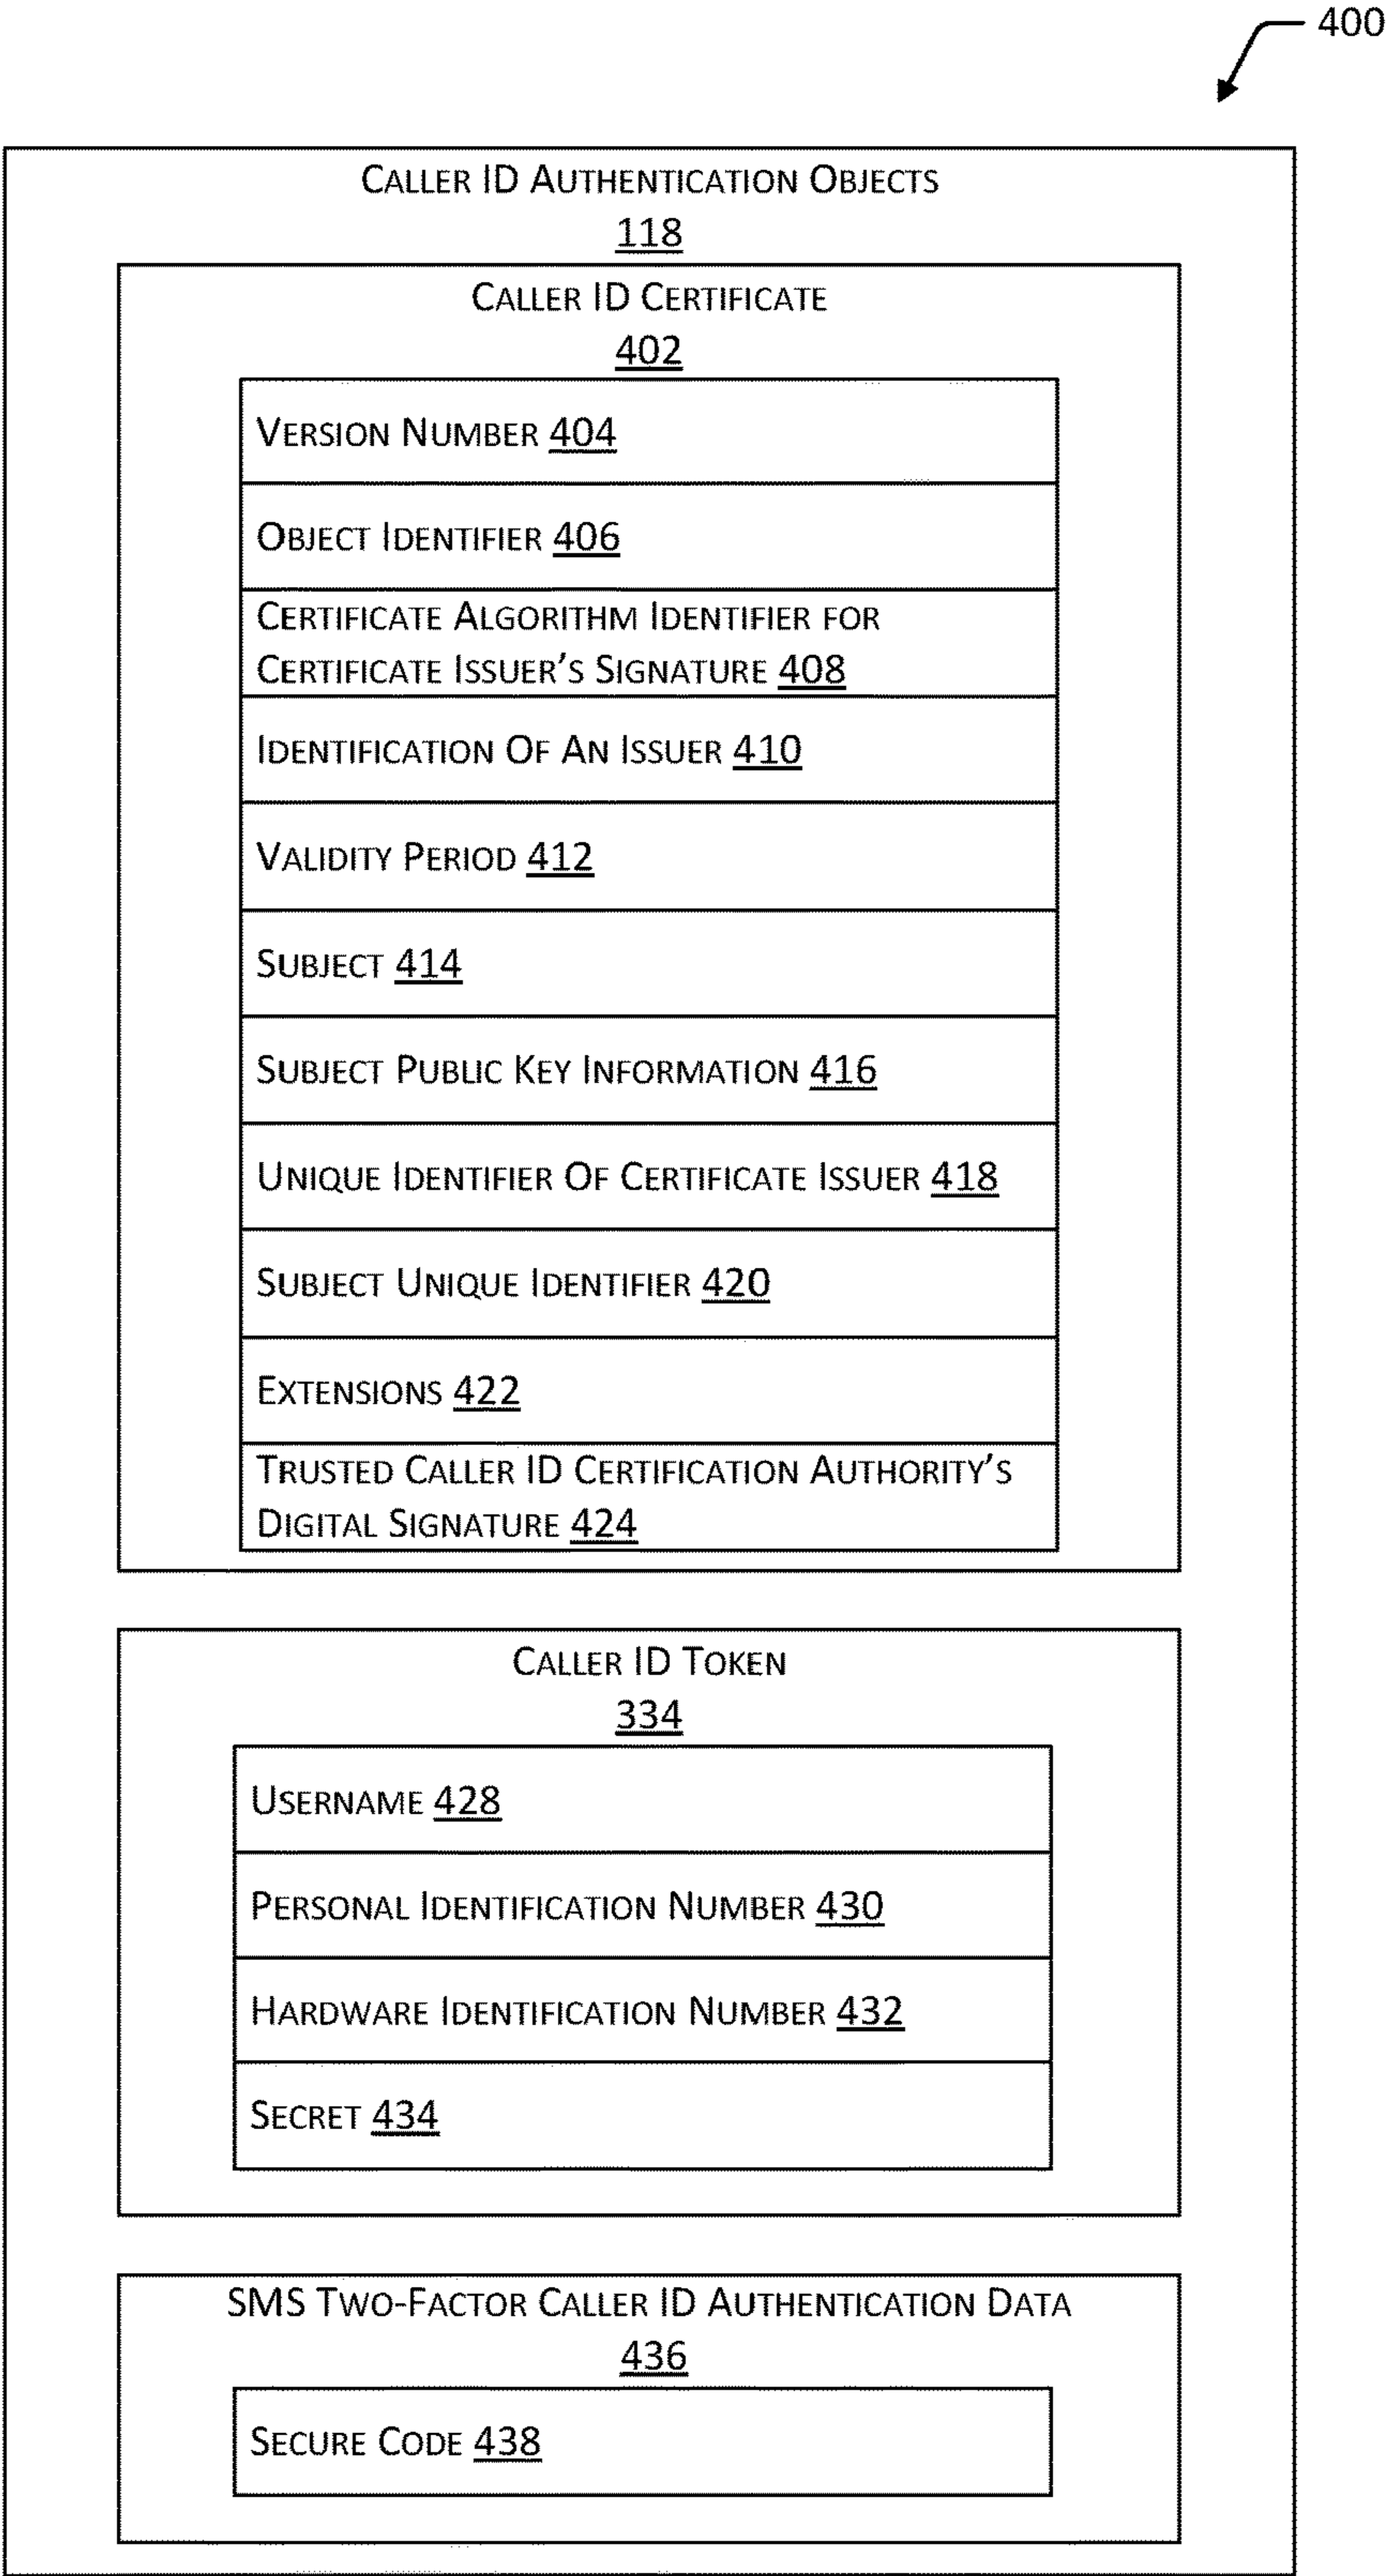 400
CALLER ID AUTHENTICATION OBJECTS
118
CALLER ID CERTIFICATE
402
VERSION NUMBER 404
OBJECT IDENTIFIER 406
CERTIFICATE ALGORITHM IDENTIFIER FOR
CERTIFICATE ISSUER'S SIGNATURE 408
IDENTIFICATION OF AN ISSUER 410
VALIDITY PERIOD 412
SUBJECT 414
SUBJECT PUBLIC KEY INFORMATION 416
UNIQUE IDENTIFIER OF CERTIFICATE ISSUER 418
SUBJECT UNIQUE IDENTIFIER 420
EXTENSIONS 422
TRUSTED CALLER ID CERTIFICATION AUTHORITY'S
DIGITAL SIGNATURE 424
CALLER ID TOKEN
334
USERNAME 428
PERSONAL IDENTIFICATION NUMBER 430
HARDWARE IDENTIFICATION NUMBER 432
SECRET 434
SMS TWO-FACTOR CALLER ID AUTHENTICATION DATA
436
SECURE CODE 438